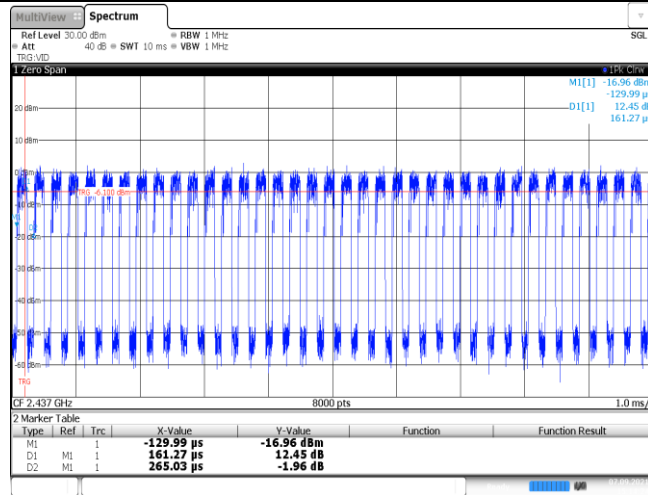 MultiView Spectrum
Ref Level 30.00 dBm RBW 1 MHz SGL
Att 40 dB SWT 10 ms VBW 1 MHz
TRG:VID
1 Zero Span 1Pk Clrw
M1[1] -16.96 dBm
-129.99 µs
D1[1] 12.45 dB
161.27 µs
20 dBm
10 dBm
0 dBm
TRG -6.100 dBm
-10 dBm
-20 dBm
-30 dBm
-40 dBm
-50 dBm
-60 dBm
TRG
CF 2.437 GHz 8000 pts 1.0 ms/
2 Marker Table
Type Ref Trc X-Value Y-Value Function Function Result
M1 1 -129.99 µs -16.96 dBm
D1 M1 1 161.27 µs 12.45 dB
D2 M1 1 265.03 µs -1.96 dB